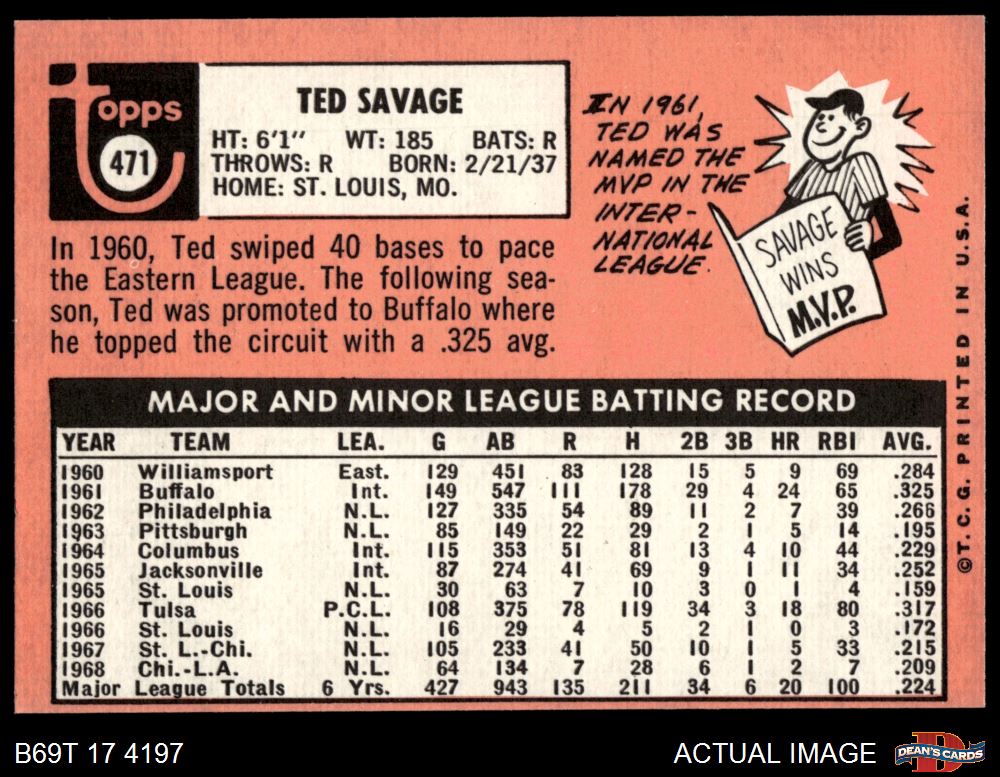 Topps
471
TED SAVAGE
HT: 6'1" WT: 185 BATS: R
THROWS: R BORN: 2/21/37
HOME: ST. LOUIS, MO.
In 1960, Ted swiped 40 bases to pace
the Eastern League. The following sea-
son, Ted was promoted to Buffalo where
he topped the circuit with a .325 avg.
IN 1961,
TED WAS
NAMED THE
MVP IN THE
INTER-
NATIONAL
LEAGUE.
SAVAGE
WINS
M.V.P.
MAJOR AND MINOR LEAGUE BATTING RECORD
YEAR TEAM LEA. G AB R H 2B 3B HR RBI AVG.
1960 Williamsport East. 129 451 83 128 15 5 9 69 .284
1961 Buffalo Int. 149 547 111 178 29 4 24 65 .325
1962 Philadelphia N.L. 127 335 54 89 11 2 7 39 .266
1963 Pittsburgh N.L. 85 149 22 29 2 1 5 14 .195
1964 Columbus Int. 115 353 51 81 13 4 10 44 .229
1965 Jacksonville Int. 87 274 41 69 9 1 11 34 .252
1965 St. Louis N.L. 30 63 7 10 3 0 1 4 .159
1966 Tulsa P.C.L. 108 375 78 119 34 3 18 80 .317
1966 St. Louis N.L. 16 29 4 5 2 1 0 3 .172
1967 St. L.-Chi. N.L. 105 233 41 50 10 1 5 33 .215
1968 Chi.-L.A. N.L. 64 134 7 28 6 1 2 7 .209
Major League Totals 6 Yrs. 427 943 135 211 34 6 20 100 .224
©T.C.G. PRINTED IN U.S.A.
B69T 17 4197
ACTUAL IMAGE
DEAN'S CARDS